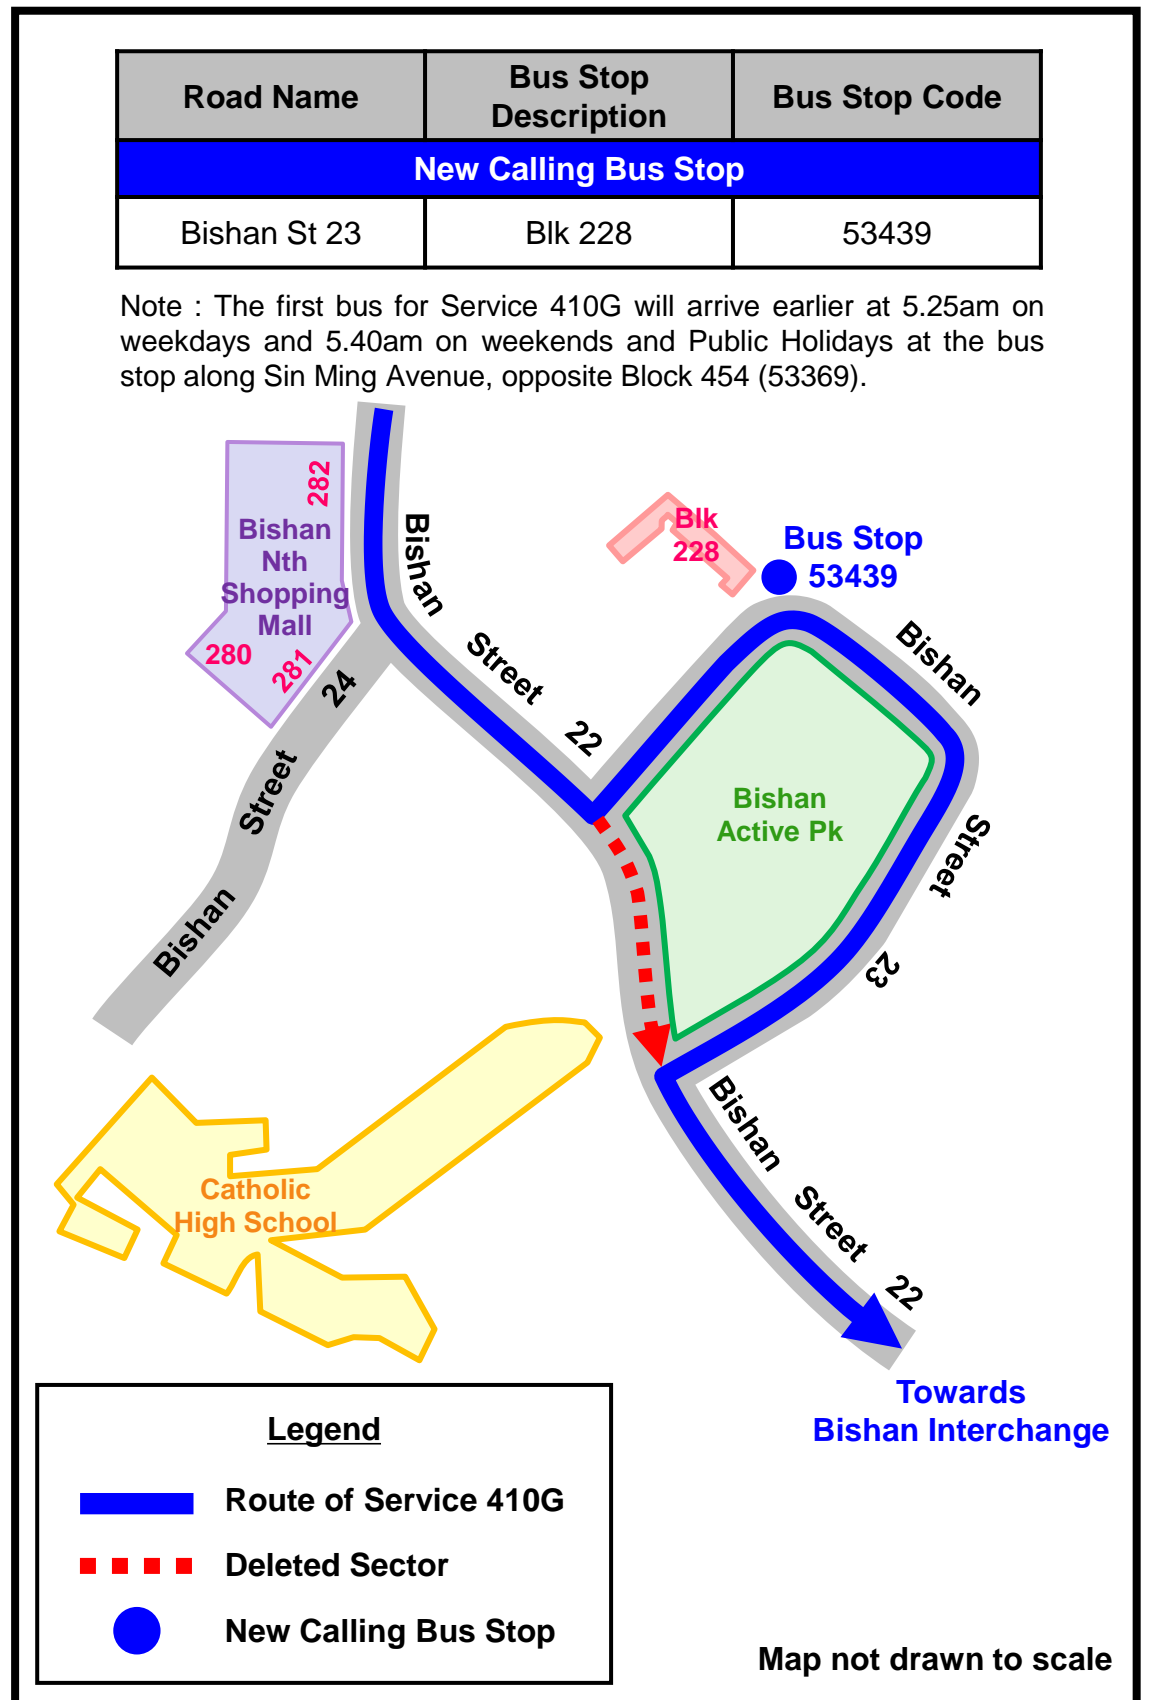 Road Name
Bus Stop
Description
Bus Stop Code
New Calling Bus Stop
Bishan St 23
Blk 228
53439
Note : The first bus for Service 410G will arrive earlier at 5.25am on
weekdays and 5.40am on weekends and Public Holidays at the bus
stop along Sin Ming Avenue, opposite Block 454 (53369).
282
Bishan
Nth
Shopping
Mall
280
281
Bishan Street 22
Blk
228
Bus Stop
53439
Bishan Street 23
Bishan Street 24
Bishan
Active Pk
Bishan Street 22
Catholic
High School
Towards
Bishan Interchange
Legend
Route of Service 410G
Deleted Sector
New Calling Bus Stop
Map not drawn to scale